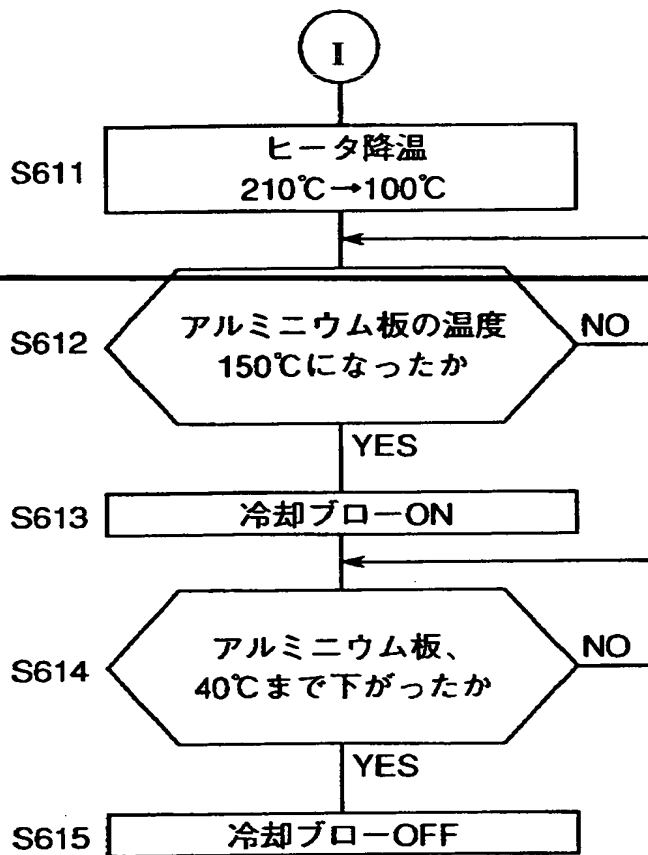 I
S611
ヒータ降温
210℃→100℃
S612
アルミニウム板の温度
150℃になったか
NO
YES
S613
冷却ブローON
S614
アルミニウム板、
40℃まで下がったか
NO
YES
S615
冷却ブローOFF